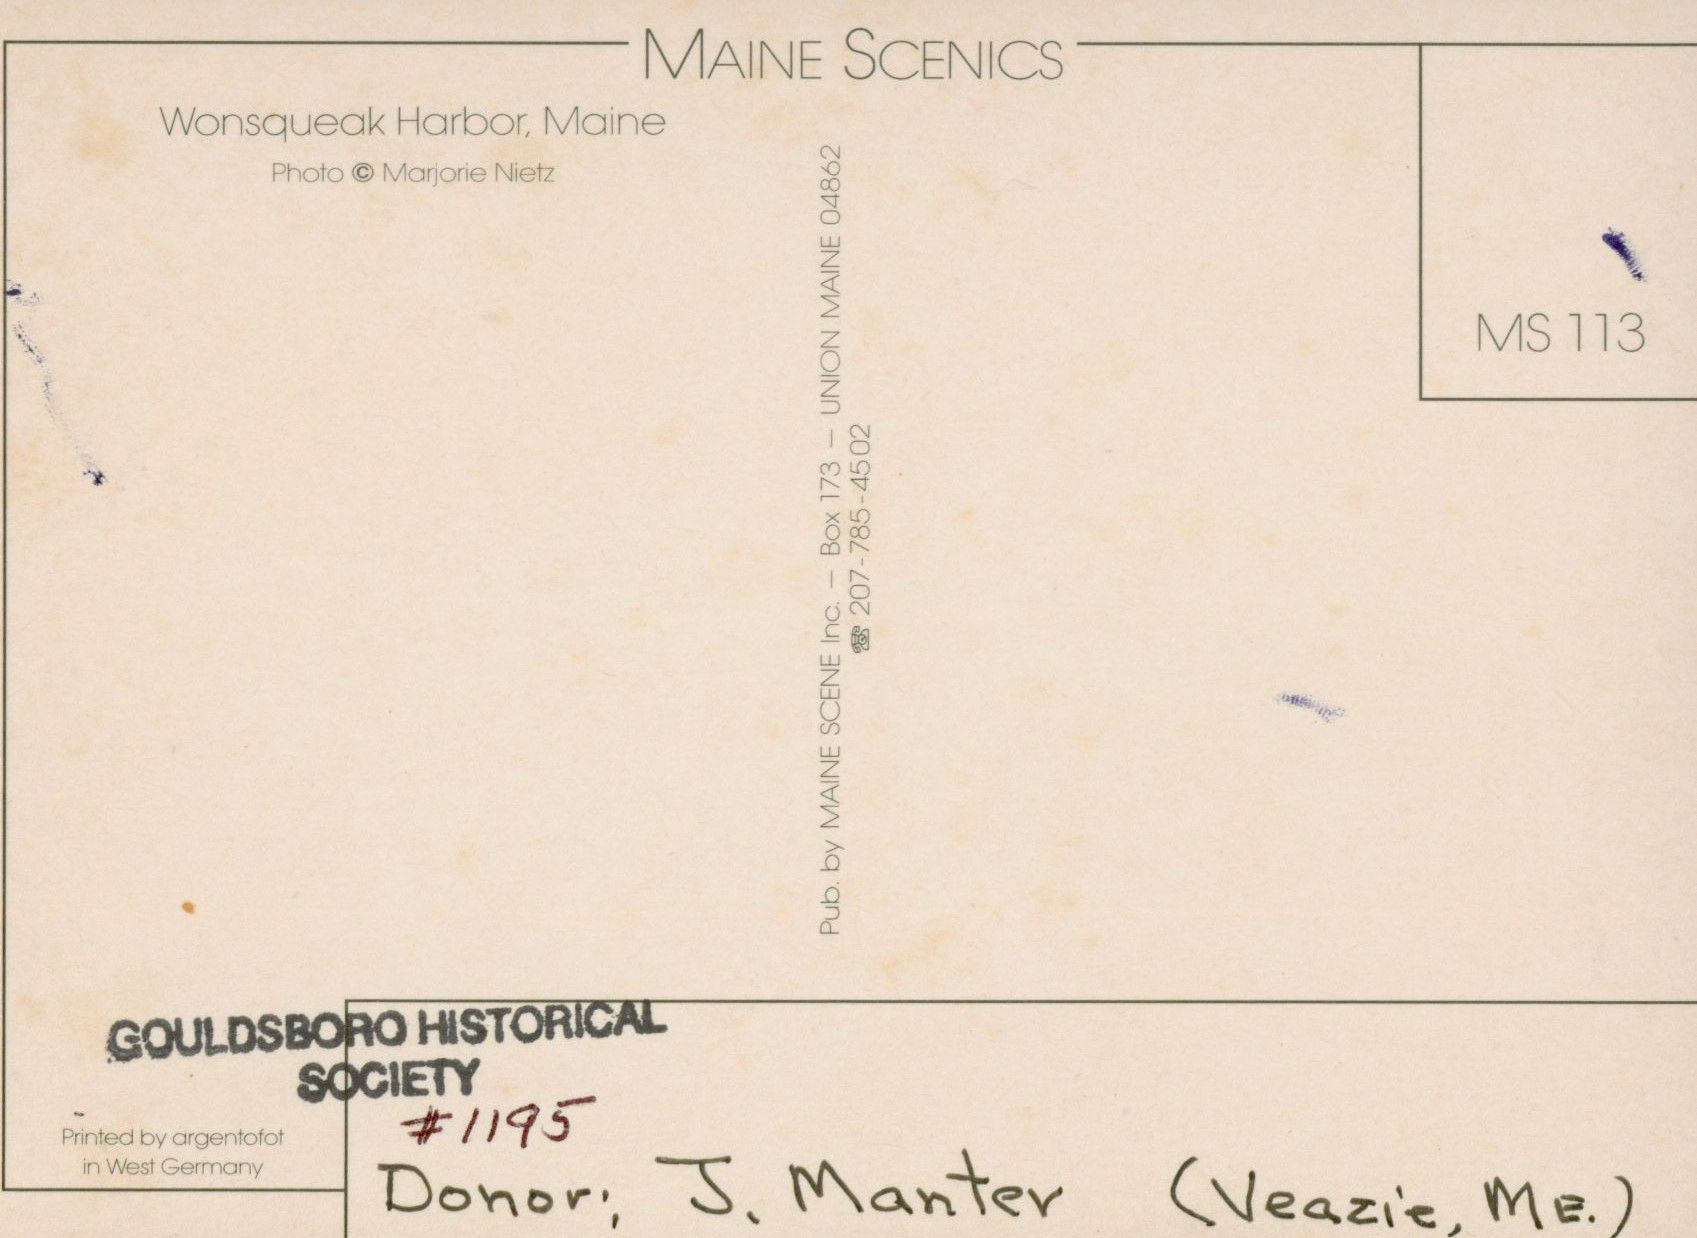 MAINE SCENICS
Wonsqueak Harbor, Maine
Photo © Marjorie Nietz
Pub. by MAINE SCENE Inc. – Box 173 – UNION MAINE 04862
☎ 207-785-4502
MS 113
GOULDSBORO HISTORICAL
SOCIETY
#1195
Printed by argentofot
in West Germany
Donor: J. Manter (Veazie, ME.)